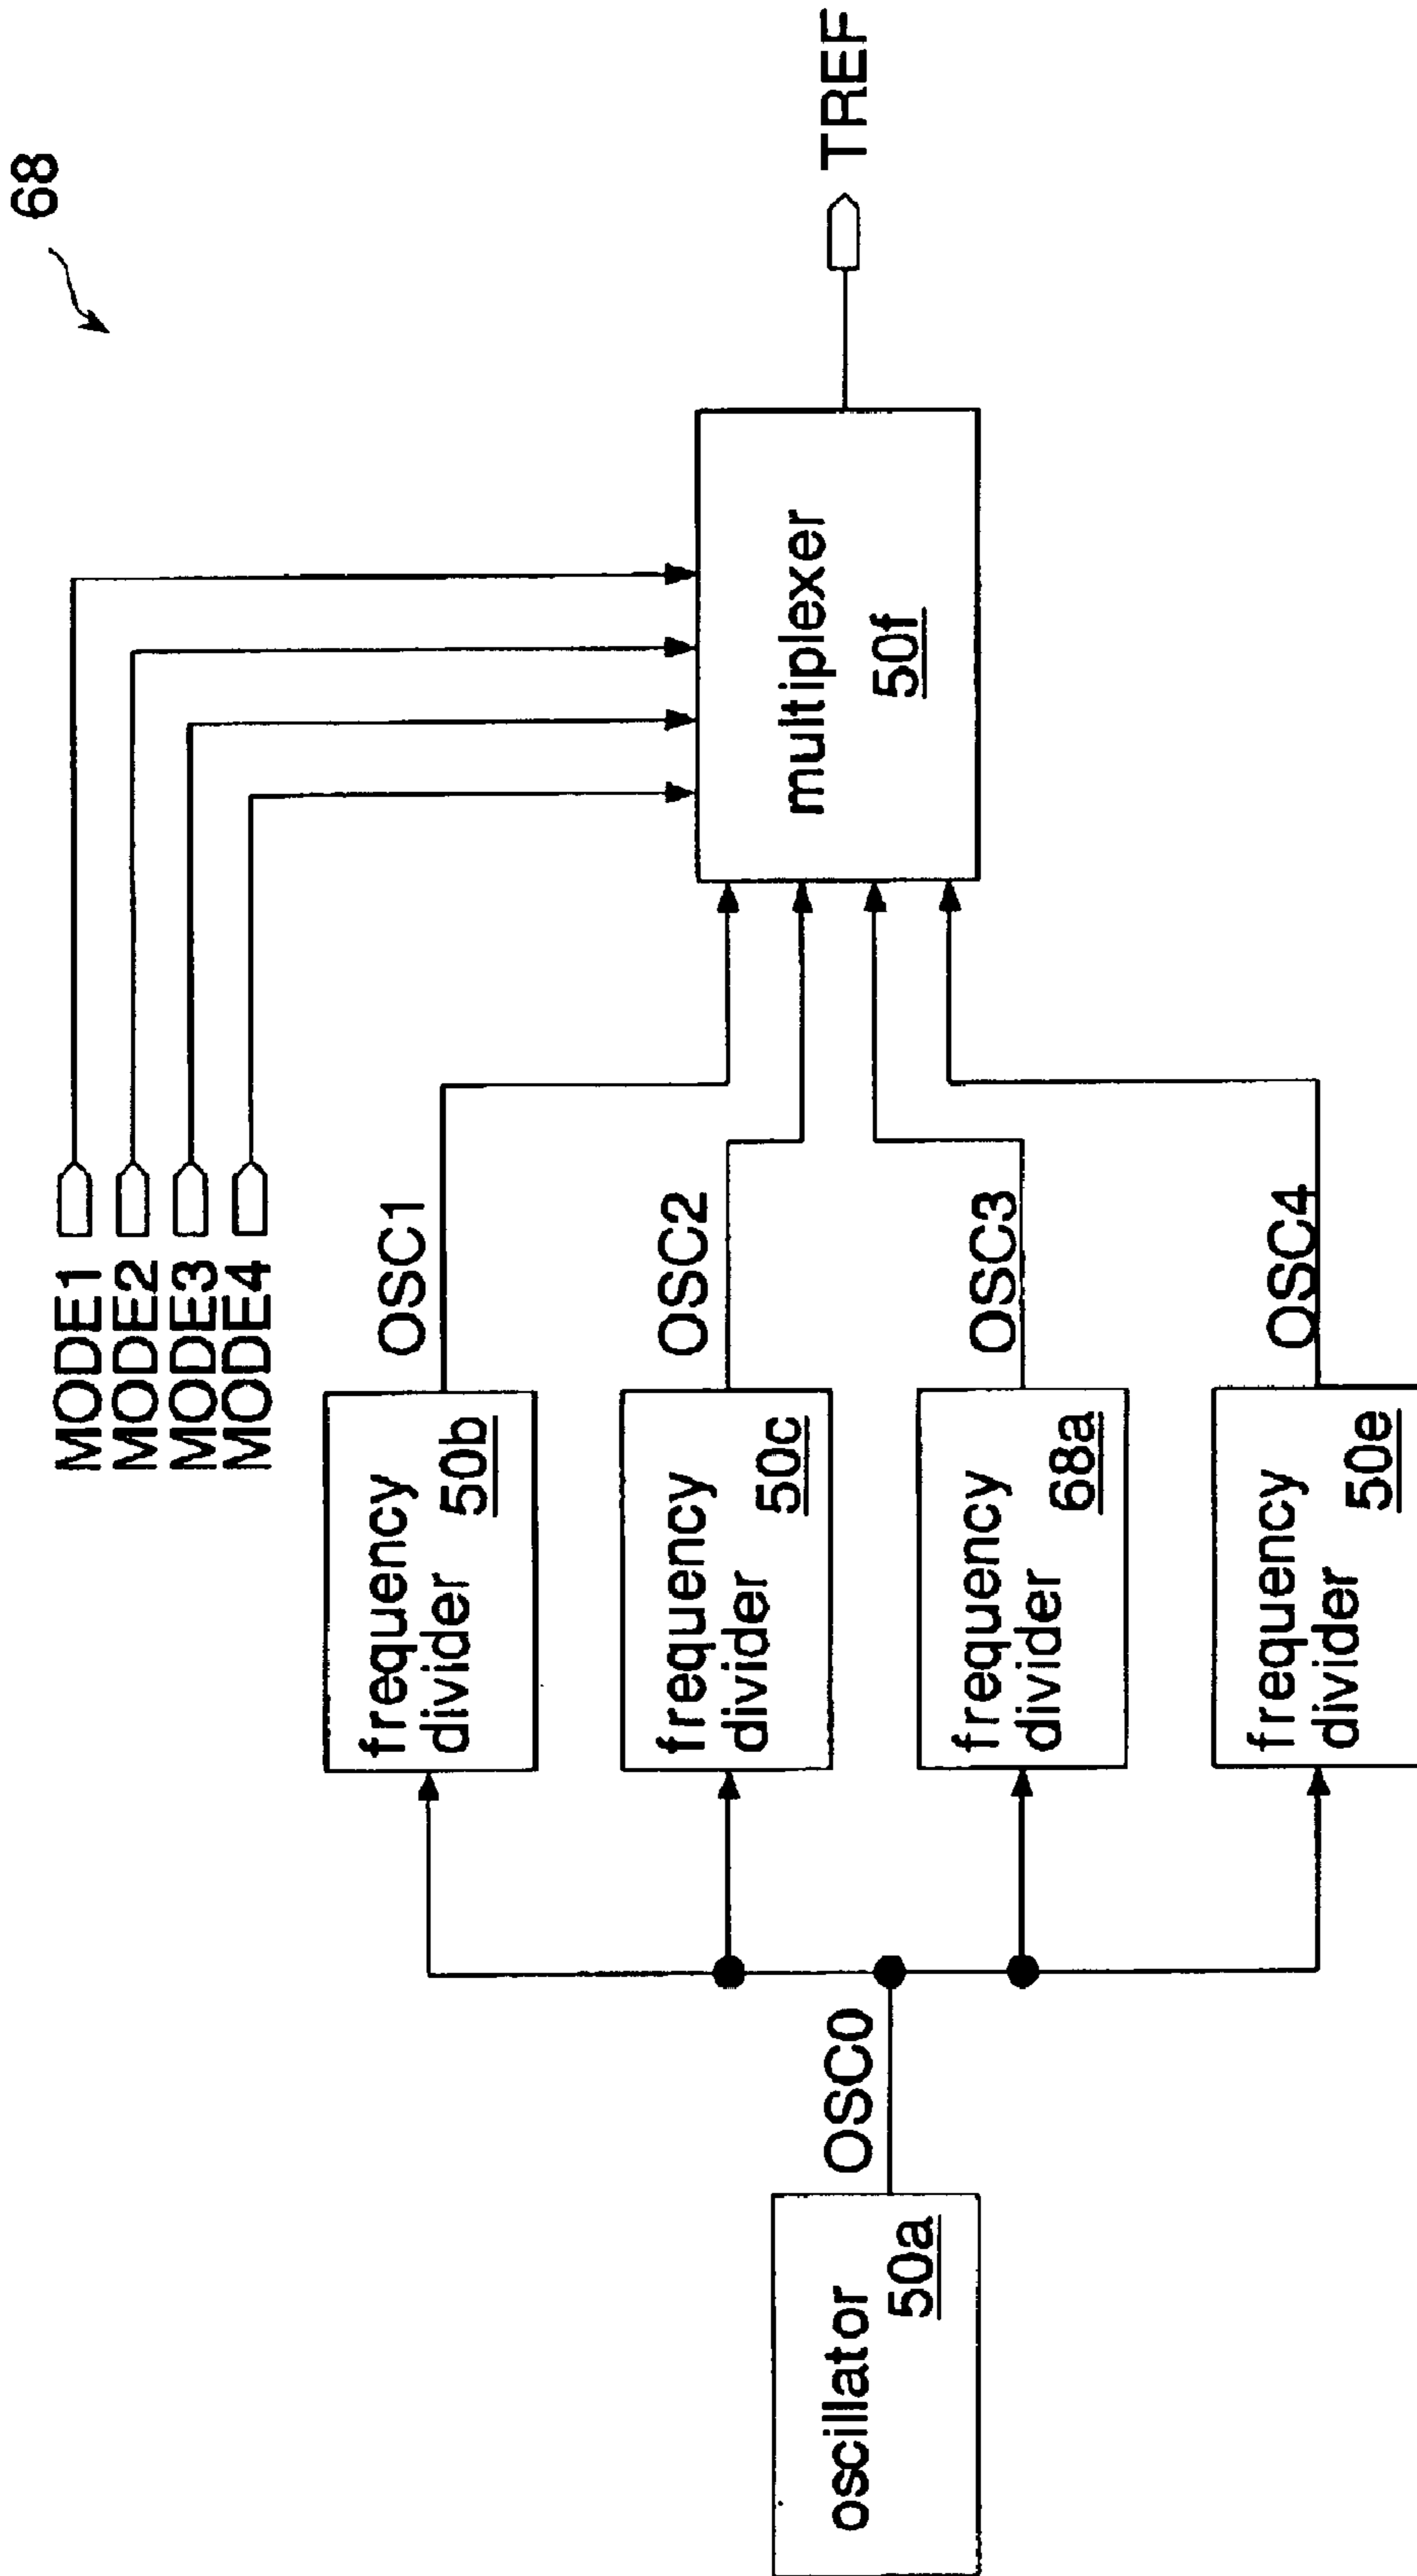 68
MODE1
MODE2
MODE3
MODE4
OSC1
frequency
divider
50b
OSC2
frequency
divider
50c
multiplexer
50f
TREF
OSC0
oscillator
50a
OSC3
frequency
divider
68a
OSC4
frequency
divider
50e